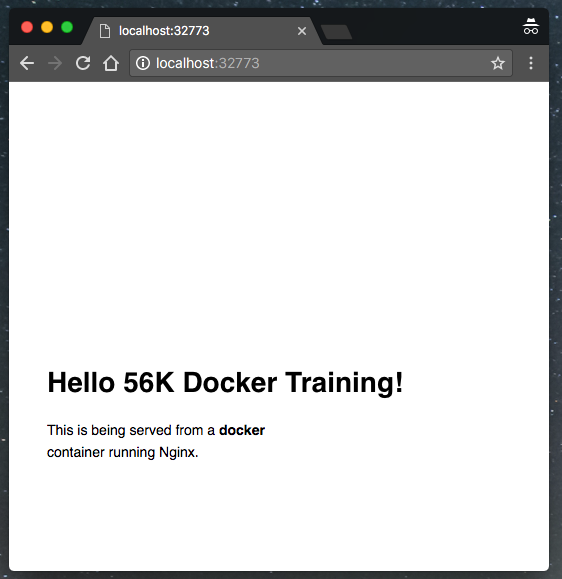 localhost:32773
localhost:32773
Hello 56K Docker Training!
This is being served from a docker
container running Nginx.